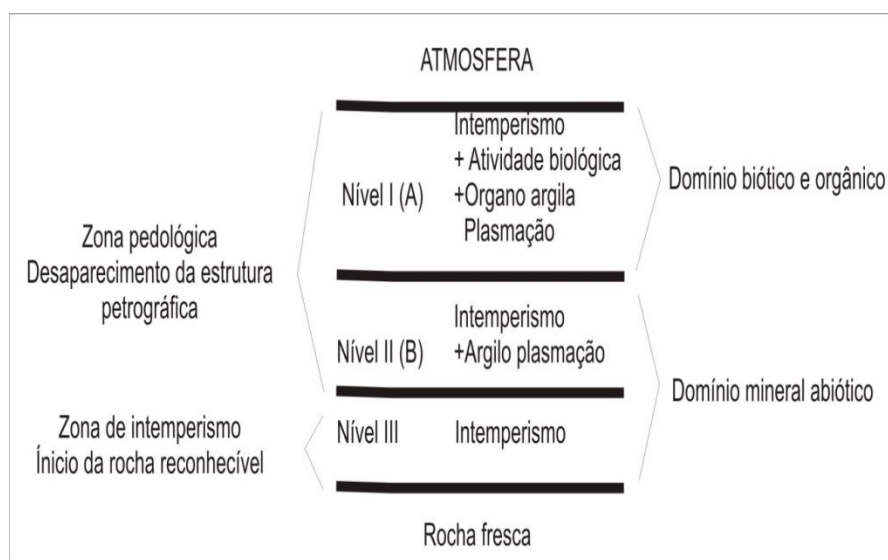 ATMOSFERA
Intemperismo
+ Atividade biológica
Nível I (A)
+Organo argila
Plasmação
Domínio biótico e orgânico
Zona pedológica
Desaparecimento da estrutura
petrográfica
Intemperismo
Nível II (B)
+Argilo plasmação
Domínio mineral abiótico
Zona de intemperismo
Ínicio da rocha reconhecível
Nível III
Intemperismo
Rocha fresca